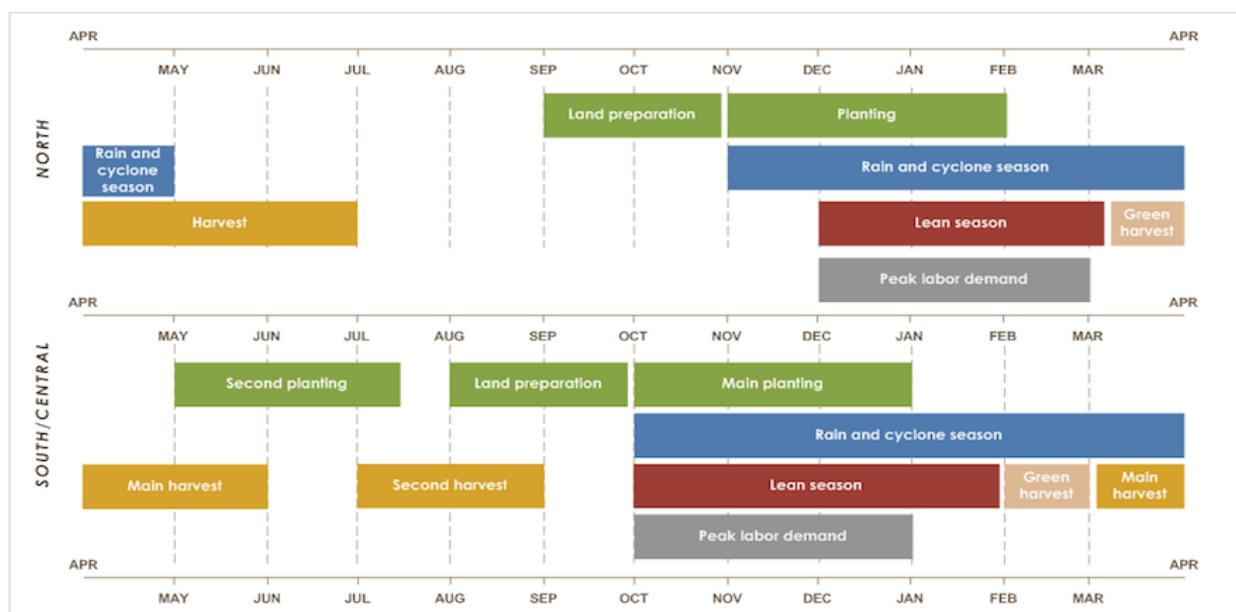 APR APR
MAY JUN JUL AUG SEP OCT NOV DEC JAN FEB MAR
NORTH
Land preparation Planting
Rain and
cyclone
season
Rain and cyclone season
Harvest Lean season
Green
harvest
Peak labor demand
APR APR
MAY JUN JUL AUG SEP OCT NOV DEC JAN FEB MAR
SOUTH/CENTRAL
Second planting Land preparation Main planting
Rain and cyclone season
Main harvest Second harvest Lean season
Green
harvest
Main
harvest
Peak labor demand
APR APR
MAY JUN JUL AUG SEP OCT NOV DEC JAN FEB MAR